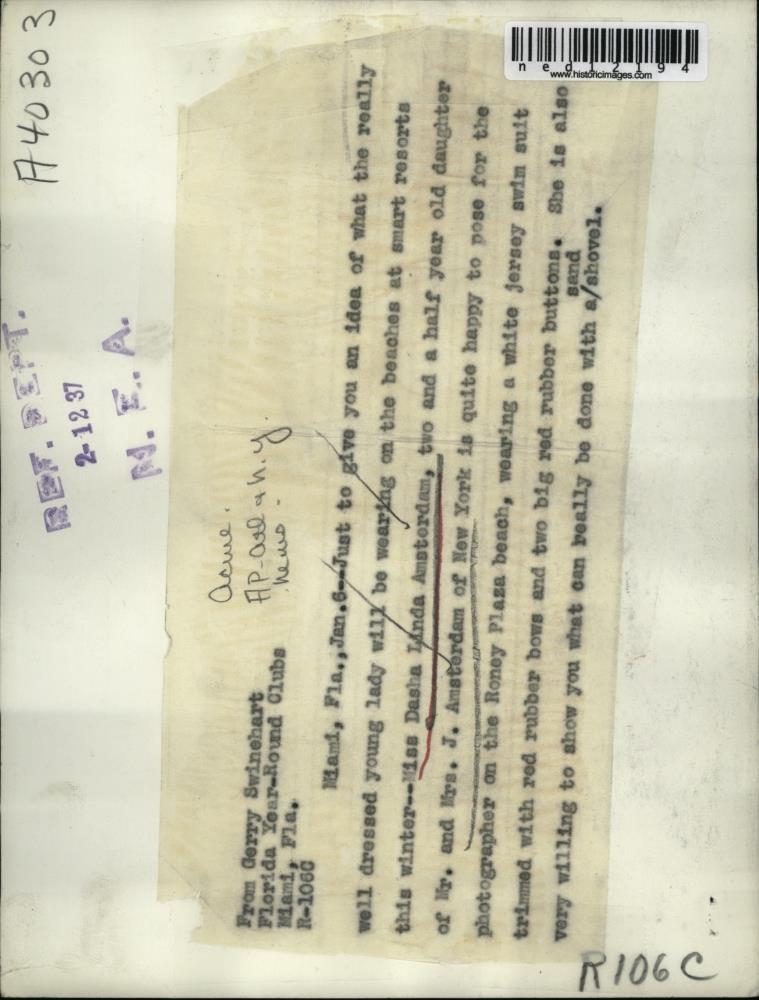 A40303
REF. DEPT.
2-12 37
N. E. A.
ned12194
www.historicimages.com
Acme.
AP-Atl & N.Y.
News.
From Gerry Swinehart
Florida Year-Round Clubs
Miami, Fla.
R-106C
Miami, Fla., Jan.6--Just to give you an idea of what the really
well dressed young lady will be wearing on the beaches at smart resorts
this winter--Miss Dasha Linda Amsterdam, two and a half year old daughter
of Mr. and Mrs. J. Amsterdam of New York is quite happy to pose for the
photographer on the Roney Plaza beach, wearing a white jersey swim suit
trimmed with red rubber bows and two big red rubber buttons. She is also
sand
very willing to show you what can really be done with a/shovel.
R106C